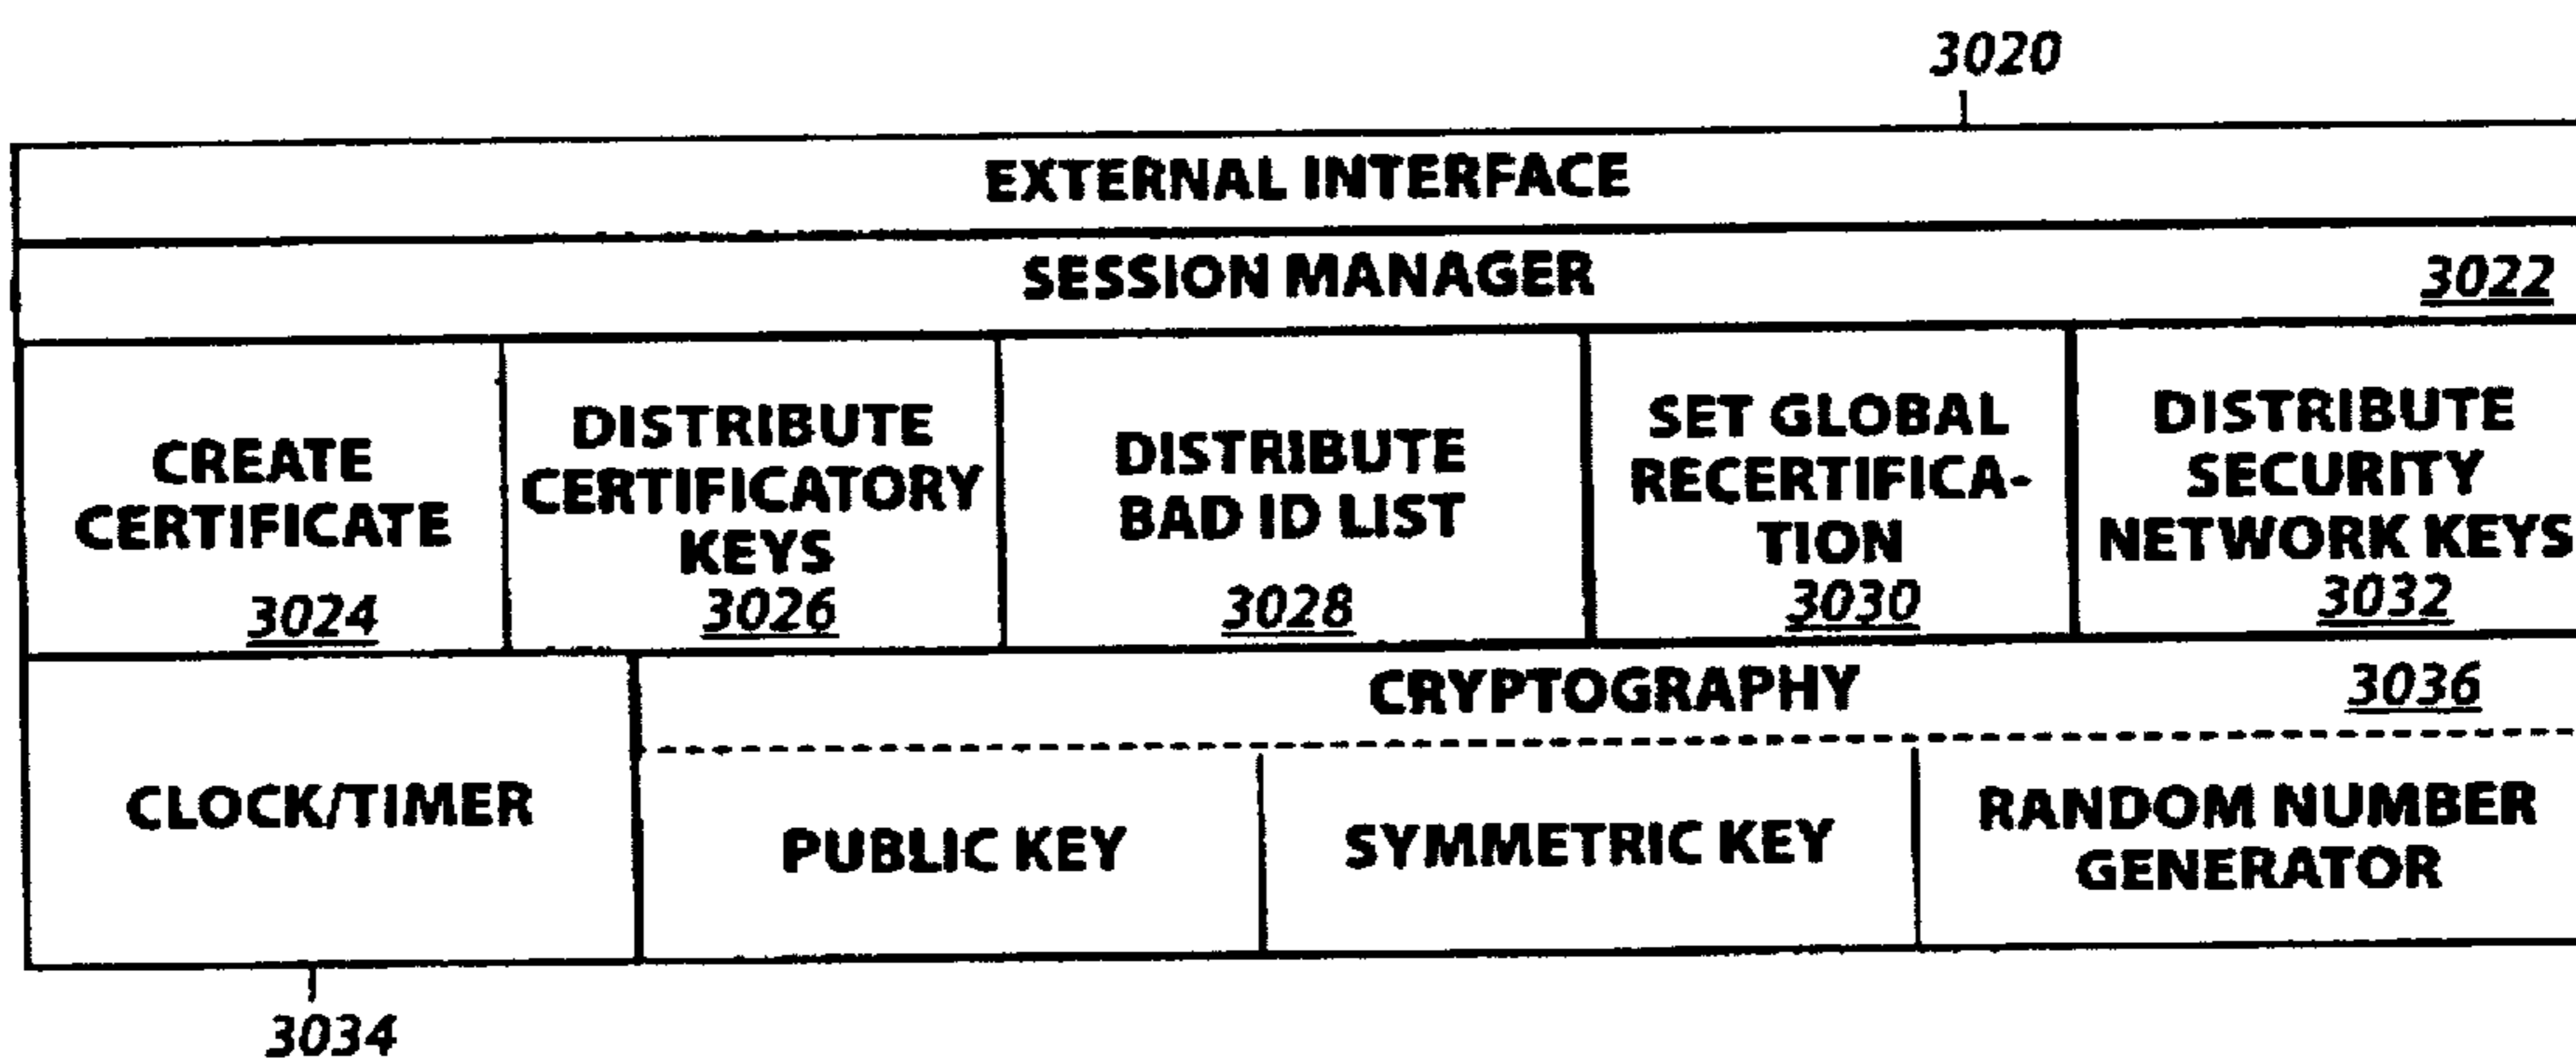 3020
EXTERNAL INTERFACE
SESSION MANAGER
3022
CREATE
CERTIFICATE
3024
DISTRIBUTE
CERTIFICATORY
KEYS
3026
DISTRIBUTE
BAD ID LIST
3028
SET GLOBAL
RECERTIFICA-
TION
3030
DISTRIBUTE
SECURITY
NETWORK KEYS
3032
CLOCK/TIMER
3034
CRYPTOGRAPHY
3036
PUBLIC KEY
SYMMETRIC KEY
RANDOM NUMBER
GENERATOR